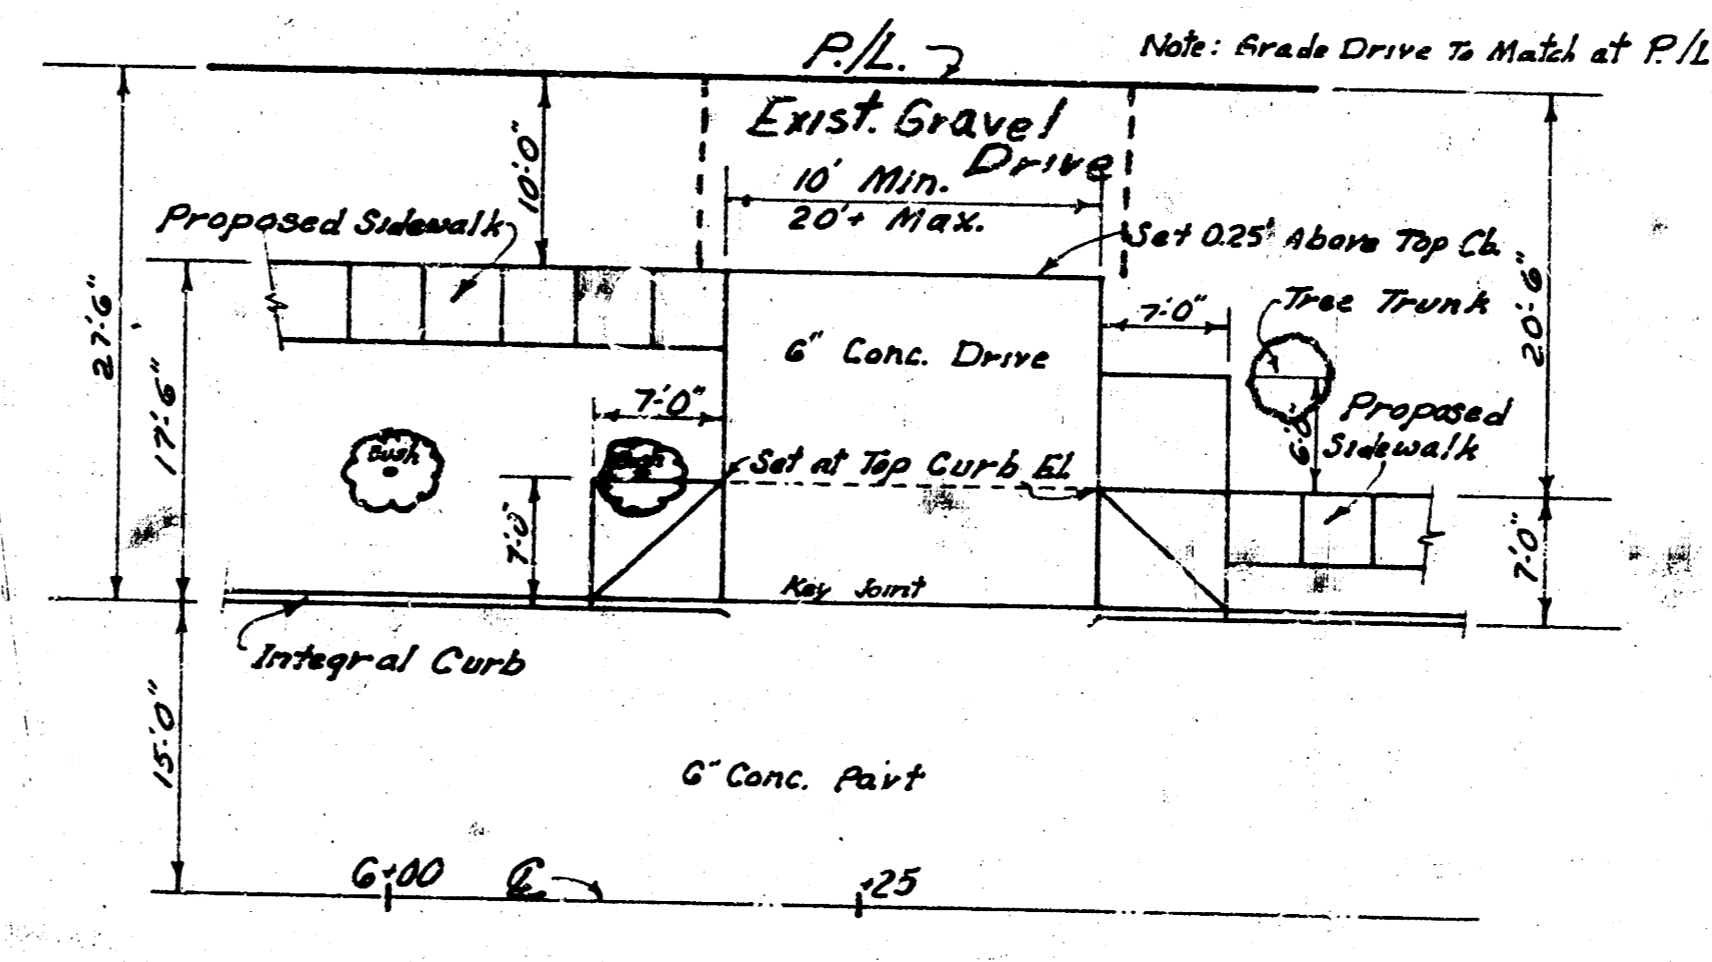 P./L.
Note: Grade Drive To Match at P./L
Exist. Gravel
Drive
10' Min.
20'+ Max.
10'-0"
Proposed Sidewalk
Set 0.25' Above Top Cb.
27'-6"
17'-6"
7'-0"
Tree Trunk
20'-6"
6" Conc. Drive
7'-0"
6'-0"
Proposed
Sidewalk
Bush
Bush
Set at Top Curb El.
7'-0"
7'-0"
Key Joint
Integral Curb
15'-0"
6" Conc. Pav't
6+00
℄
+25